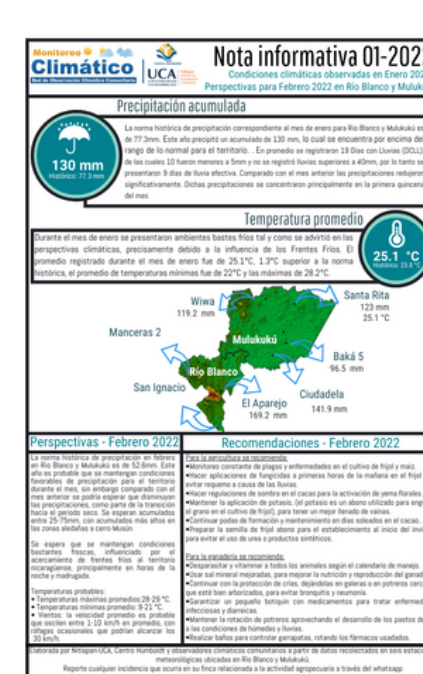 Monitoreo
Climático
Red de Observación Climática Comunitaria
UCA
Nota informativa 01-202
Condiciones climáticas observadas en Enero 202
Perspectivas para Febrero 2022 en Río Blanco y Muluku
Precipitación acumulada
La norma histórica de precipitación correspondiente al mes de enero para Río Blanco y Mulukukú es
de 77.3mm. Este año precipitó un acumulado de 130 mm, lo cual se encuentra por encima del
rango de lo normal para el territorio. . En promedio se registraron 19 Días con Lluvias (DCLL),
de las cuales 10 fueron menores a 5mm y no se registró lluvias superiores a 40mm, por lo tanto se
presentaron 9 días de lluvia efectiva. Comparado con el mes anterior las precipitaciones redujeron
significativamente. Dichas precipitaciones se concentraron principalmente en la primera quincena
del mes
130 mm
Histórico: 77.3 mm
Temperatura promedio
Durante el mes de enero se presentaron ambientes bastes fríos tal y como se advirtió en las
perspectivas climáticas, precisamente debido a la influencia de los Frentes Fríos. El
promedio registrado durante el mes de enero fue de 25.1°C, 1.3°C superior a la norma
histórica, el promedio de temperaturas mínimas fue de 22°C y las máximas de 28.2°C.
25.1 °C
Histórico: 23.8 °C
Wiwa
119.2 mm
Santa Rita
123 mm
25.1 °C
Manceras 2
Mulukukú
Baká 5
96.5 mm
Río Blanco
San Ignacio
El Aparejo
169.2 mm
Ciudadela
141.9 mm
Perspectivas - Febrero 2022
La norma histórica de precipitación en febrero
en Río Blanco y Mulukukú es de 52.6mm. Este
año es probable que se mantengan condiciones
favorables de precipitación para el territorio
durante el mes, sin embargo comparado con el
mes anterior se podría esperar que disminuyan
las precipitaciones, como parte de la transición
hacia el periodo seco. Se esperan acumulados
entre 25-75mm, con acumulados más altos en
las zonas aledañas a cerro Musún.
Se espera que se mantengan condiciones
bastantes frescas, influenciado por el
acercamiento de frentes fríos al territorio
nicaragüense, principalmente en horas de la
noche y madrugada.
Temperaturas probables:
• Temperaturas máximas promedios:28-29 °C.
• Temperaturas mínimas promedio: 9-21 °C.
• Vientos: la velocidad promedio es probable
que oscilen entre 1-10 km/h en promedio, con
ráfagas ocasionales que podrían alcanzar los
30 km/h.
Recomendaciones - Febrero 2022
Para la agricultura se recomienda:
•Monitoreo constante de plagas y enfermedades en el cultivo de frijol y maíz.
•Hacer aplicaciones de fungicidas a primeras horas de la mañana en el frijol
evitar requemo a causa de las lluvias.
•Hacer regulaciones de sombra en el cacao para la activación de yema florales.
•Mantener la aplicación de potasio, (el potasio es un abono utilizado para eng
el grano en el cultivo de frijol), para tener un mejor llenado de vainas.
•Continuar podas de formación y mantenimiento en días soleados en el cacao.
•Preparar la semilla de frijol abono para el establecimiento al inicio del invi
para evitar el uso de urea o productos sintéticos.
Para la ganadería se recomienda:
•Desparasitar y vitaminar a todos los animales según el calendario de manejo.
•Usar sal mineral mejoradas, para mejorar la nutrición y reproducción del ganad
•Continuar con la protección de crías, dejándolas en galeras o en potreros cerc
que esté bien arborizados, para evitar bronquitis y neumonía.
•Garantizar un pequeño botiquín con medicamentos para tratar enfermed
infecciosas y diarreicas.
•Mantener la rotación de potreros aprovechando el desarrollo de los pastos de
a las condiciones de húmedas y lluvias.
•Realizar baños para controlar garrapatas, rotando los fármacos usados.
Elaborada por Nitlapan-UCA, Centro Humboldt y observadores climáticos comunitarios a partir de datos recolectados en seis estaci
meteorológicas ubicadas en Río Blanco y Mulukukú.
Reporte cualquier incidencia que ocurra en su finca relacionada a la actividad agropecuaria a través del whatsapp